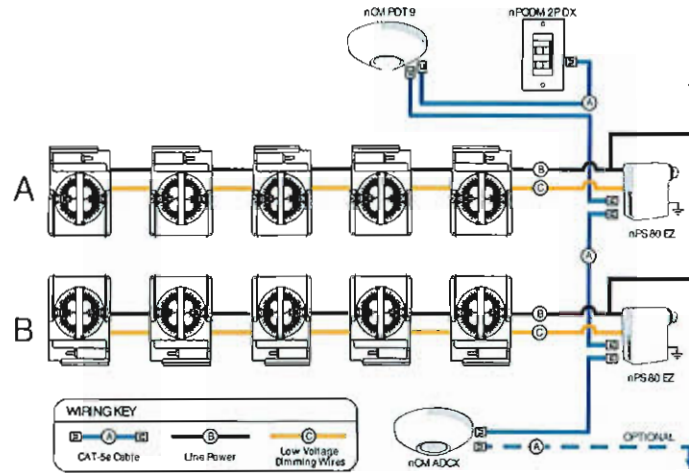 nCM PDT 9
nPODM 2P DX
A
A
B
C
nPS 80 EZ
A
B
B
C
nPS 80 EZ
WIRING KEY
A
B
C
CAT-5e Cable
Line Power
Low Voltage
Dimming Wires
nCM ADCX
A
OPTIONAL